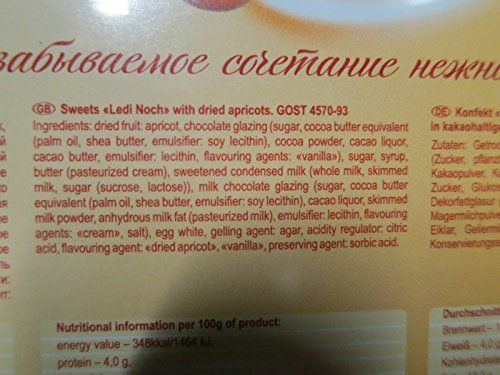 забываемое сочетание нежн
GB Sweets «Ledi Noch» with dried apricots. GOST 4570-93
Ingredients: dried fruit: apricot, chocolate glazing (sugar, cocoa butter equivalent
(palm oil, shea butter, emulsifier: soy lecithin), cocoa powder, cacao liquor,
cacao butter, emulsifier: lecithin, flavouring agents: «vanilla»), sugar, syrup,
butter (pasteurized cream), sweetened condensed milk (whole milk, skimmed
milk, sugar (sucrose, lactose)), milk chocolate glazing (sugar, cocoa butter
equivalent (palm oil, shea butter, emulsifier: soy lecithin), cacao liquor, skimmed
milk powder, anhydrous milk fat (pasteurized milk), emulsifier: lecithin, flavouring
agents: «cream», salt), egg white, gelling agent: agar, acidity regulator: citric
acid, flavouring agent: «dried apricot», «vanilla», preserving agent: sorbic acid.
Nutritional information per 100g of product:
energy value – 348kkal/1464 kJ,
protein – 4,0 g,
DE Konfekt «
in kakaohaltige
Zutaten: Getroc
(Zucker, pflanz
Kakaopulver, Ka
Zucker, Glukos
Dekorfettglasur
Magermilchpulv
Eiklar, Geliermi
Konservierungss
Durchschnitt
Brennwert –
Eiweiß – 4,0 g
Kohlenhydrate